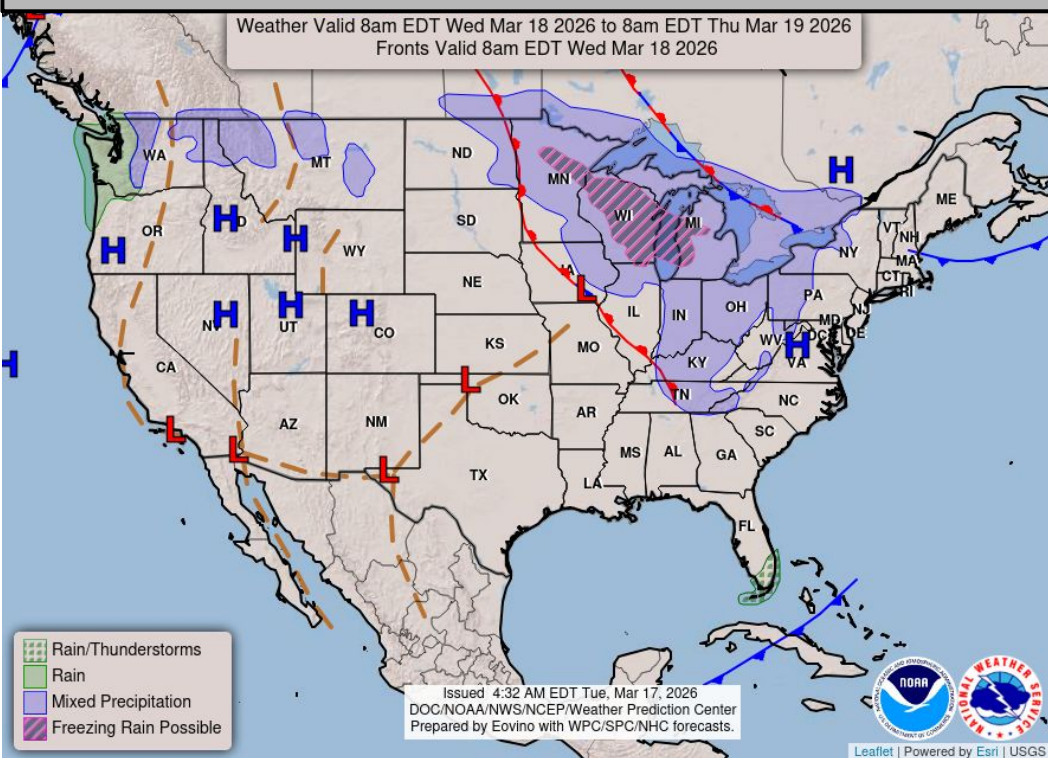 Weather Valid 8am EDT Wed Mar 18 2026 to 8am EDT Thu Mar 19 2026
Fronts Valid 8am EDT Wed Mar 18 2026
L
WA
MT
ND
MN
H
ME
OR
H
D
H
H
SD
WI
MI
VT
NH
NY
MA
CT
RI
WY
IA
L
NE
H
NV
H
H
UT
H
CO
IL
IN
OH
PA
NJ
MD
DE
DC
WV
H
VA
CA
KS
MO
KY
L
OK
TN
NC
AZ
NM
AR
SC
L
L
L
TX
MS
AL
GA
LA
FL
Rain/Thunderstorms
Rain
Mixed Precipitation
Freezing Rain Possible
Issued 4:32 AM EDT Tue, Mar 17, 2026
DOC/NOAA/NWS/NCEP/Weather Prediction Center
Prepared by Eovino with WPC/SPC/NHC forecasts.
NOAA
NATIONAL WEATHER SERVICE
Leaflet | Powered by Esri | USGS